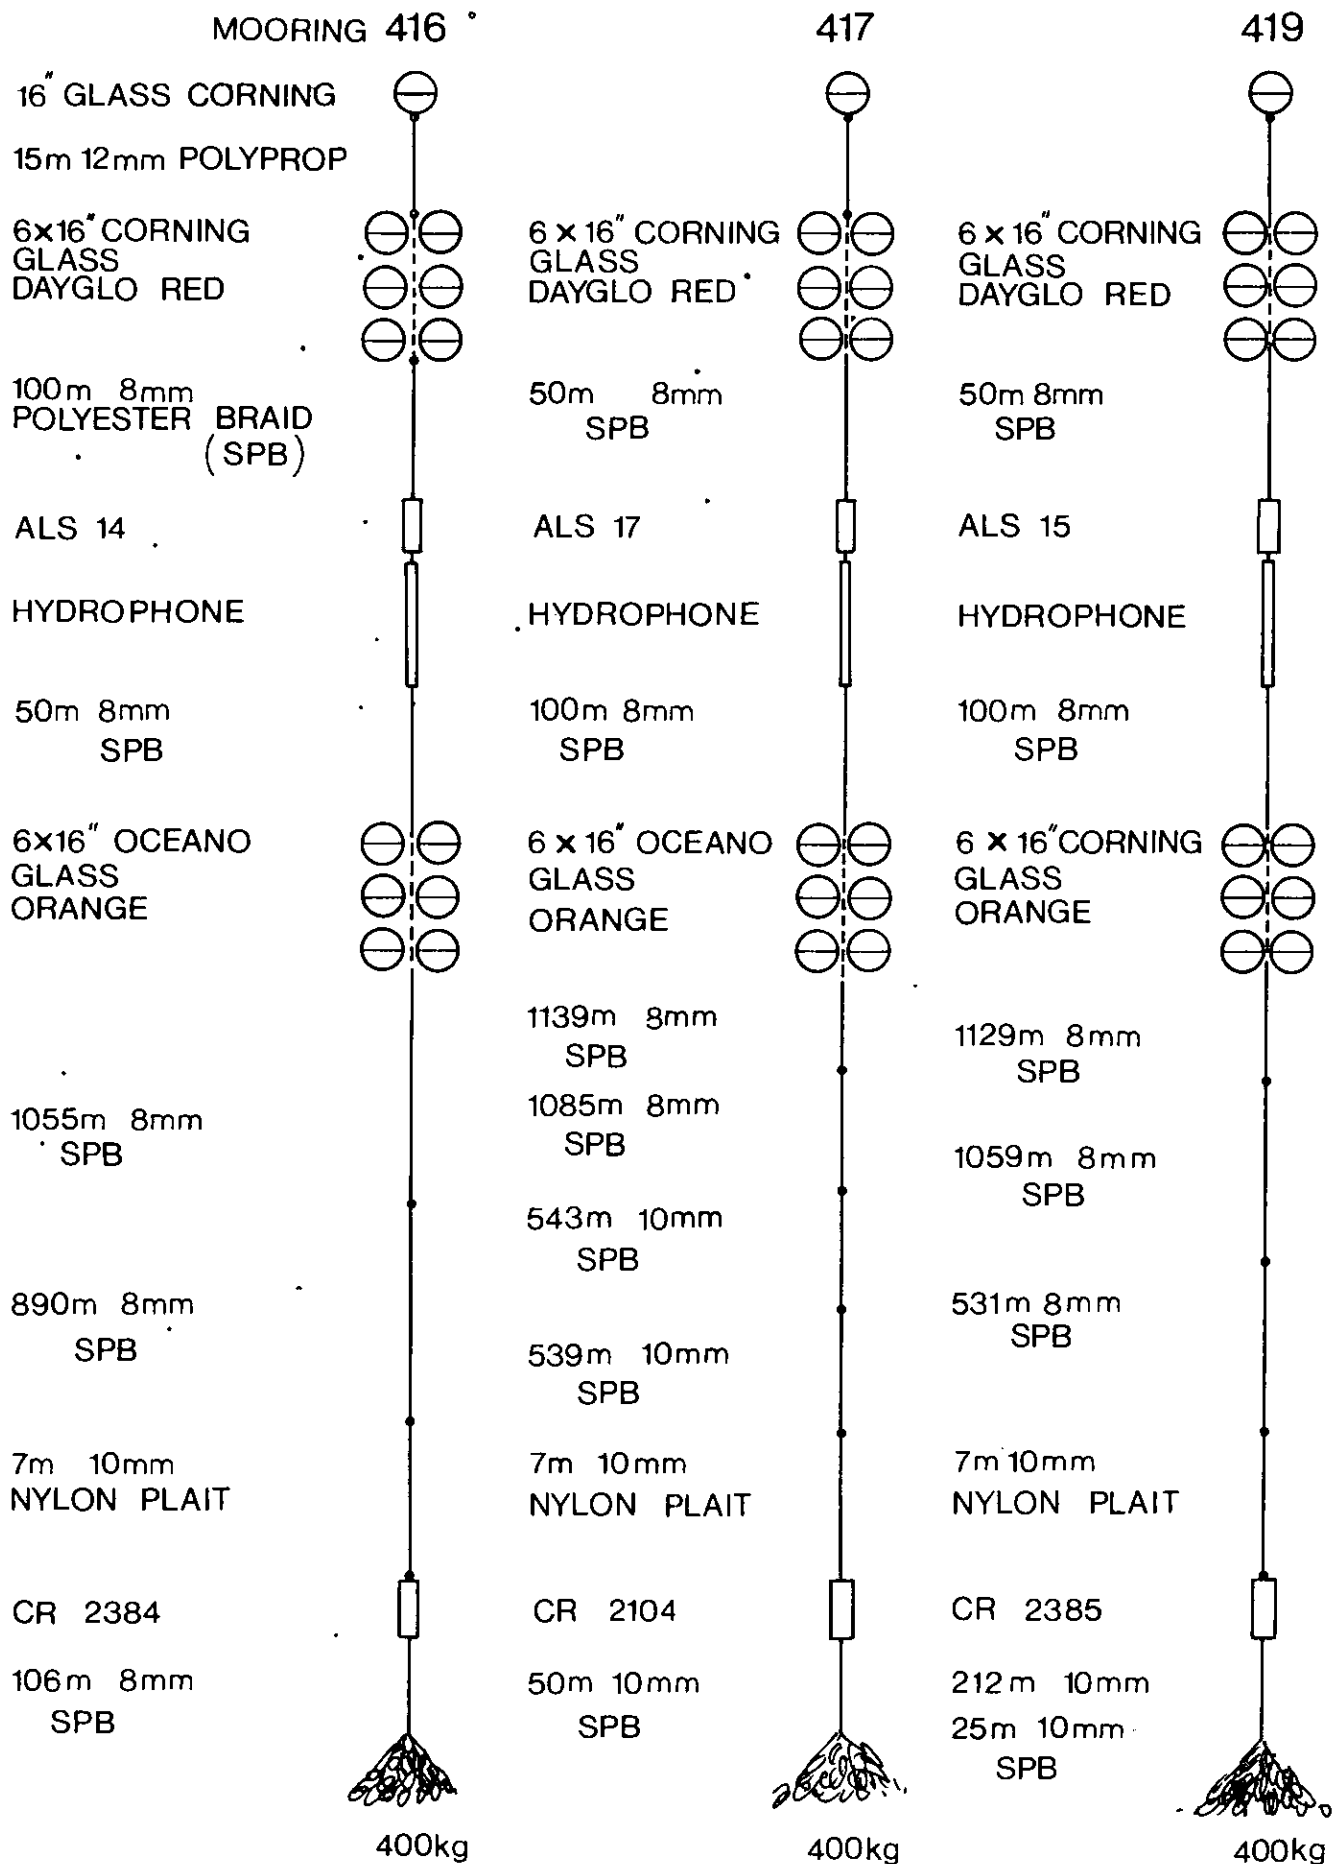 MOORING 416 417 419
16" GLASS CORNING
15m 12mm POLYPROP
6×16" CORNING
GLASS
DAYGLO RED
100m 8mm
POLYESTER BRAID
(SPB)
ALS 14
HYDROPHONE
50m 8mm
SPB
6×16" OCEANO
GLASS
ORANGE
1055m 8mm
SPB
890m 8mm
SPB
7m 10mm
NYLON PLAIT
CR 2384
106m 8mm
SPB
400kg
6 × 16" CORNING
GLASS
DAYGLO RED
50m 8mm
SPB
ALS 17
HYDROPHONE
100m 8mm
SPB
6 × 16" OCEANO
GLASS
ORANGE
1139m 8mm
SPB
1085m 8mm
SPB
543m 10mm
SPB
539m 10mm
SPB
7m 10mm
NYLON PLAIT
CR 2104
50m 10mm
SPB
400kg
6 × 16" CORNING
GLASS
DAYGLO RED
50m 8mm
SPB
ALS 15
HYDROPHONE
100m 8mm
SPB
6 × 16" CORNING
GLASS
ORANGE
1129m 8mm
SPB
1059m 8mm
SPB
531m 8mm
SPB
7m 10mm
NYLON PLAIT
CR 2385
212m 10mm
25m 10mm
SPB
400kg